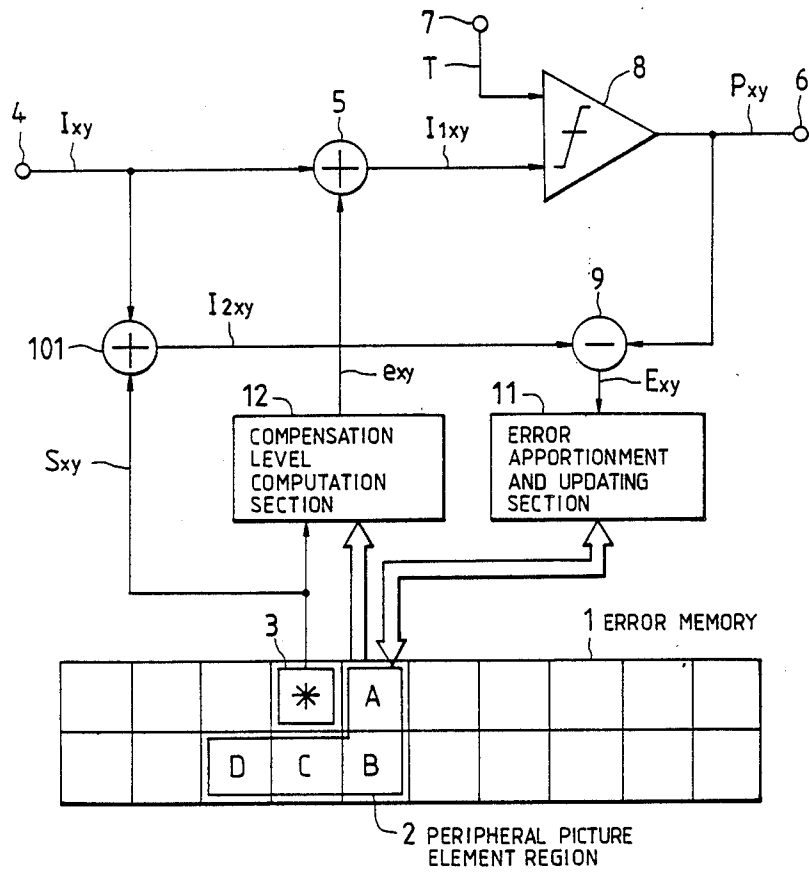 7
T
8
Pxy
6
4
Ixy
5
I1xy
+
+
I2xy
9
−
101
exy
Exy
12
11
Sxy
COMPENSATION
LEVEL
COMPUTATION
SECTION
ERROR
APPORTIONMENT
AND UPDATING
SECTION
3
1 ERROR MEMORY
* A
D C B
2 PERIPHERAL PICTURE
ELEMENT REGION